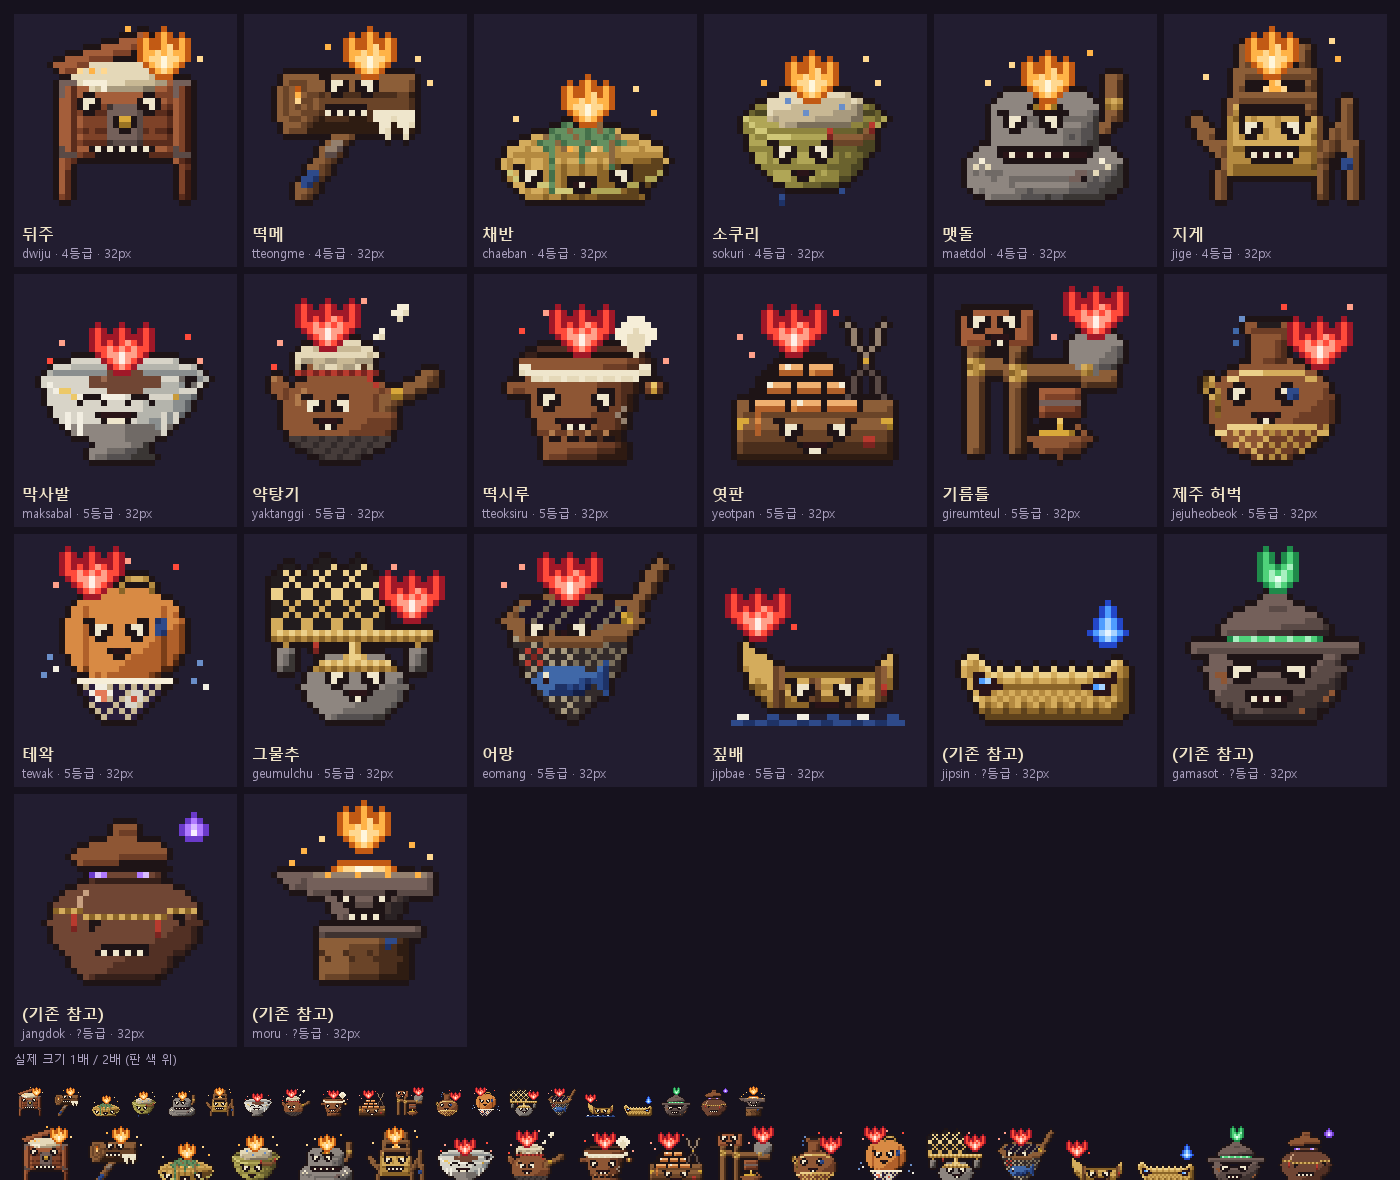 뒤주
dwiju · 4등급 · 32px
떡메
tteongme · 4등급 · 32px
채반
chaeban · 4등급 · 32px
소쿠리
sokuri · 4등급 · 32px
맷돌
maetdol · 4등급 · 32px
지게
jige · 4등급 · 32px
막사발
maksabal · 5등급 · 32px
약탕기
yaktanggi · 5등급 · 32px
떡시루
tteoksiru · 5등급 · 32px
엿판
yeotpan · 5등급 · 32px
기름틀
gireumteul · 5등급 · 32px
제주 허벅
jejuheobeok · 5등급 · 32px
테왁
tewak · 5등급 · 32px
그물추
geumulchu · 5등급 · 32px
어망
eomang · 5등급 · 32px
짚배
jipbae · 5등급 · 32px
(기존 참고)
jipsin · ?등급 · 32px
(기존 참고)
gamasot · ?등급 · 32px
(기존 참고)
jangdok · ?등급 · 32px
(기존 참고)
moru · ?등급 · 32px
실제 크기 1배 / 2배 (판 색 위)